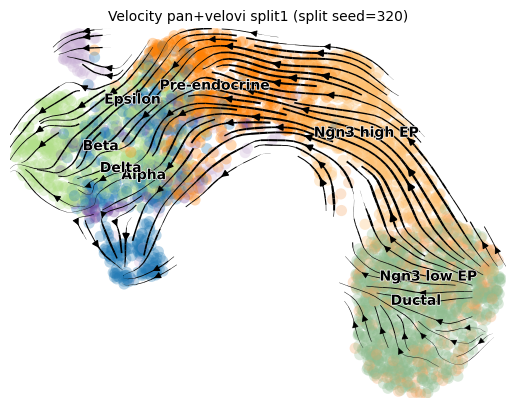 Velocity pan+velovi split1 (split seed=320)
Pre-endocrine
Epsilon
Ngn3 high EP
Beta
Delta
Alpha
Ngn3 low EP
Ductal